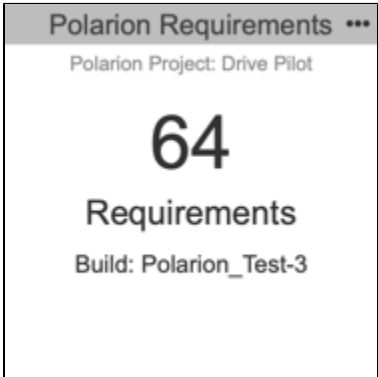 Polarion Requirements •••
Polarion Project: Drive Pilot
64
Requirements
Build: Polarion_Test-3